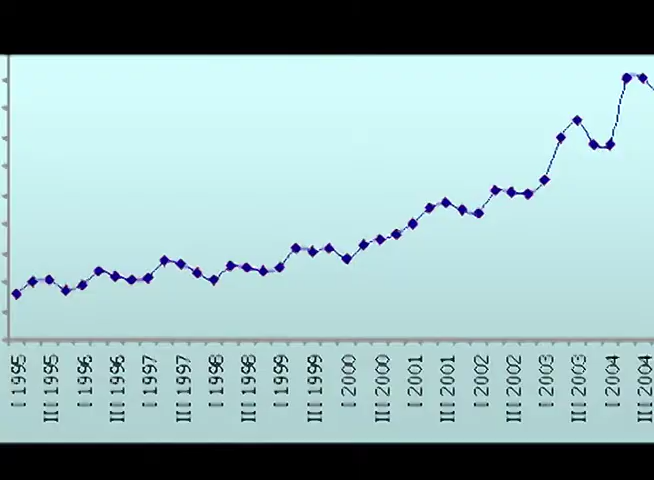 I 1995
III 1995
I 1996
III 1996
I 1997
III 1997
I 1998
III 1998
I 1999
III 1999
I 2000
III 2000
I 2001
III 2001
I 2002
III 2002
I 2003
III 2003
I 2004
III 2004